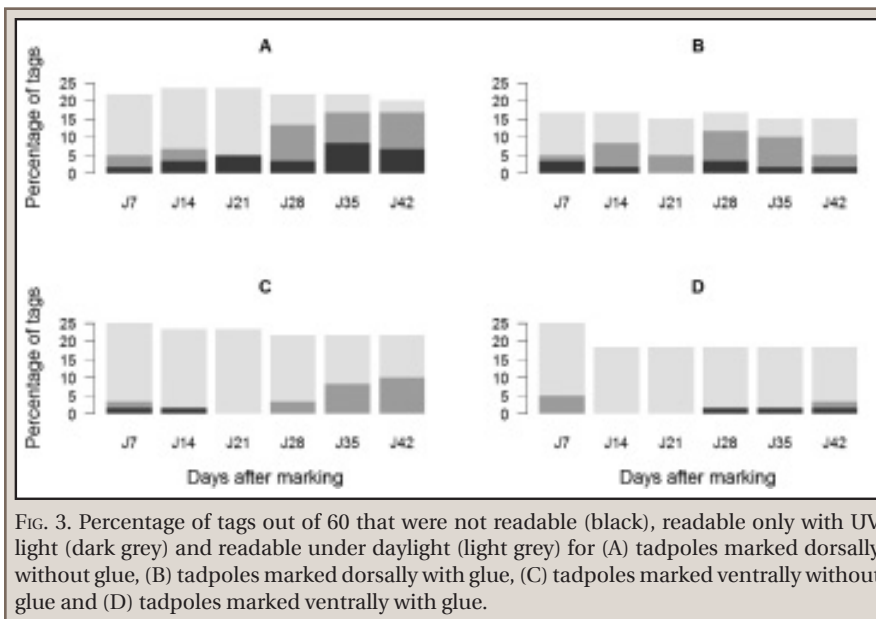 A
B
Percentage of tags
25
20
15
10
5
0
25
20
15
10
5
0
J7 J14 J21 J28 J35 J42
J7 J14 J21 J28 J35 J42
C
D
Percentage of tags
25
20
15
10
5
0
25
20
15
10
5
0
J7 J14 J21 J28 J35 J42
J7 J14 J21 J28 J35 J42
Days after marking
Days after marking
FIG. 3. Percentage of tags out of 60 that were not readable (black), readable only with UV
light (dark grey) and readable under daylight (light grey) for (A) tadpoles marked dorsally
without glue, (B) tadpoles marked dorsally with glue, (C) tadpoles marked ventrally without
glue and (D) tadpoles marked ventrally with glue.